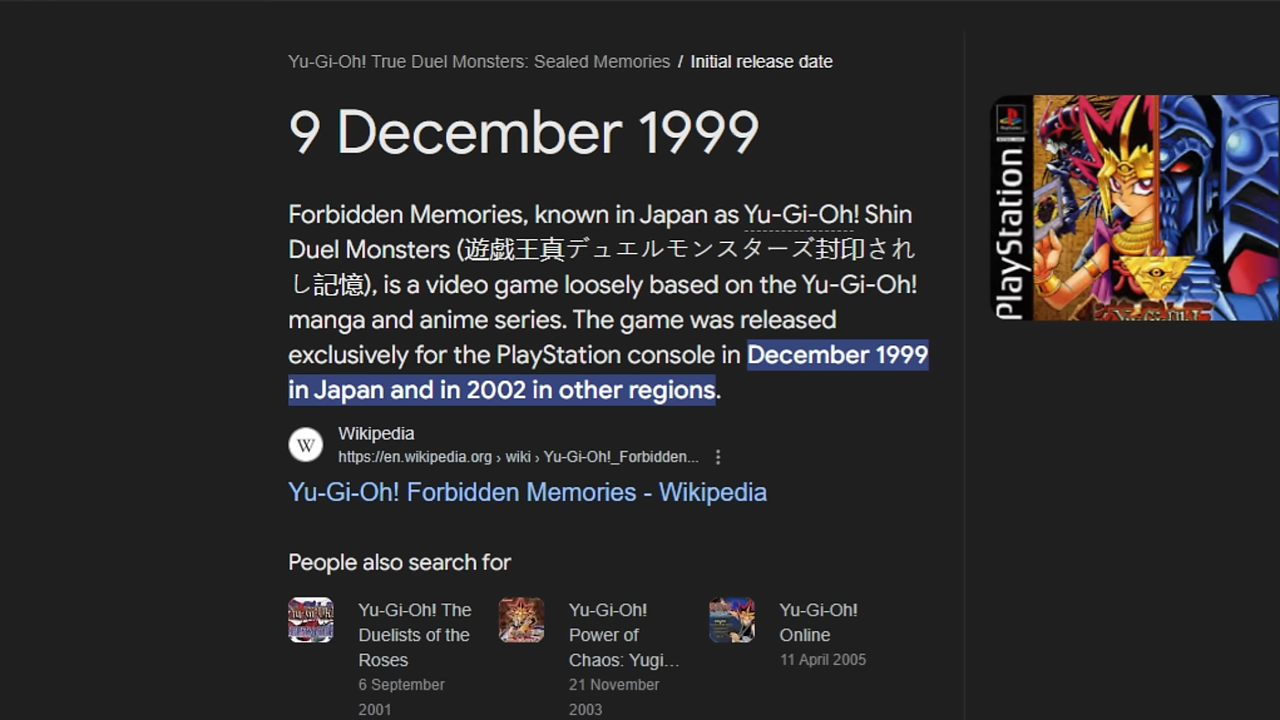 Yu-Gi-Oh! True Duel Monsters: Sealed Memories / Initial release date
9 December 1999
Forbidden Memories, known in Japan as Yu-Gi-Oh! Shin
Duel Monsters (遊戯王真デュエルモンスターズ封印され
し記憶), is a video game loosely based on the Yu-Gi-Oh!
manga and anime series. The game was released
exclusively for the PlayStation console in December 1999
in Japan and in 2002 in other regions.
W
Wikipedia
https://en.wikipedia.org › wiki › Yu-Gi-Oh!_Forbidden...
Yu-Gi-Oh! Forbidden Memories - Wikipedia
People also search for
Yu-Gi-Oh! The
Duelists of the
Roses
6 September
2001
Yu-Gi-Oh!
Power of
Chaos: Yugi...
21 November
2003
Yu-Gi-Oh!
Online
11 April 2005
PlayStation